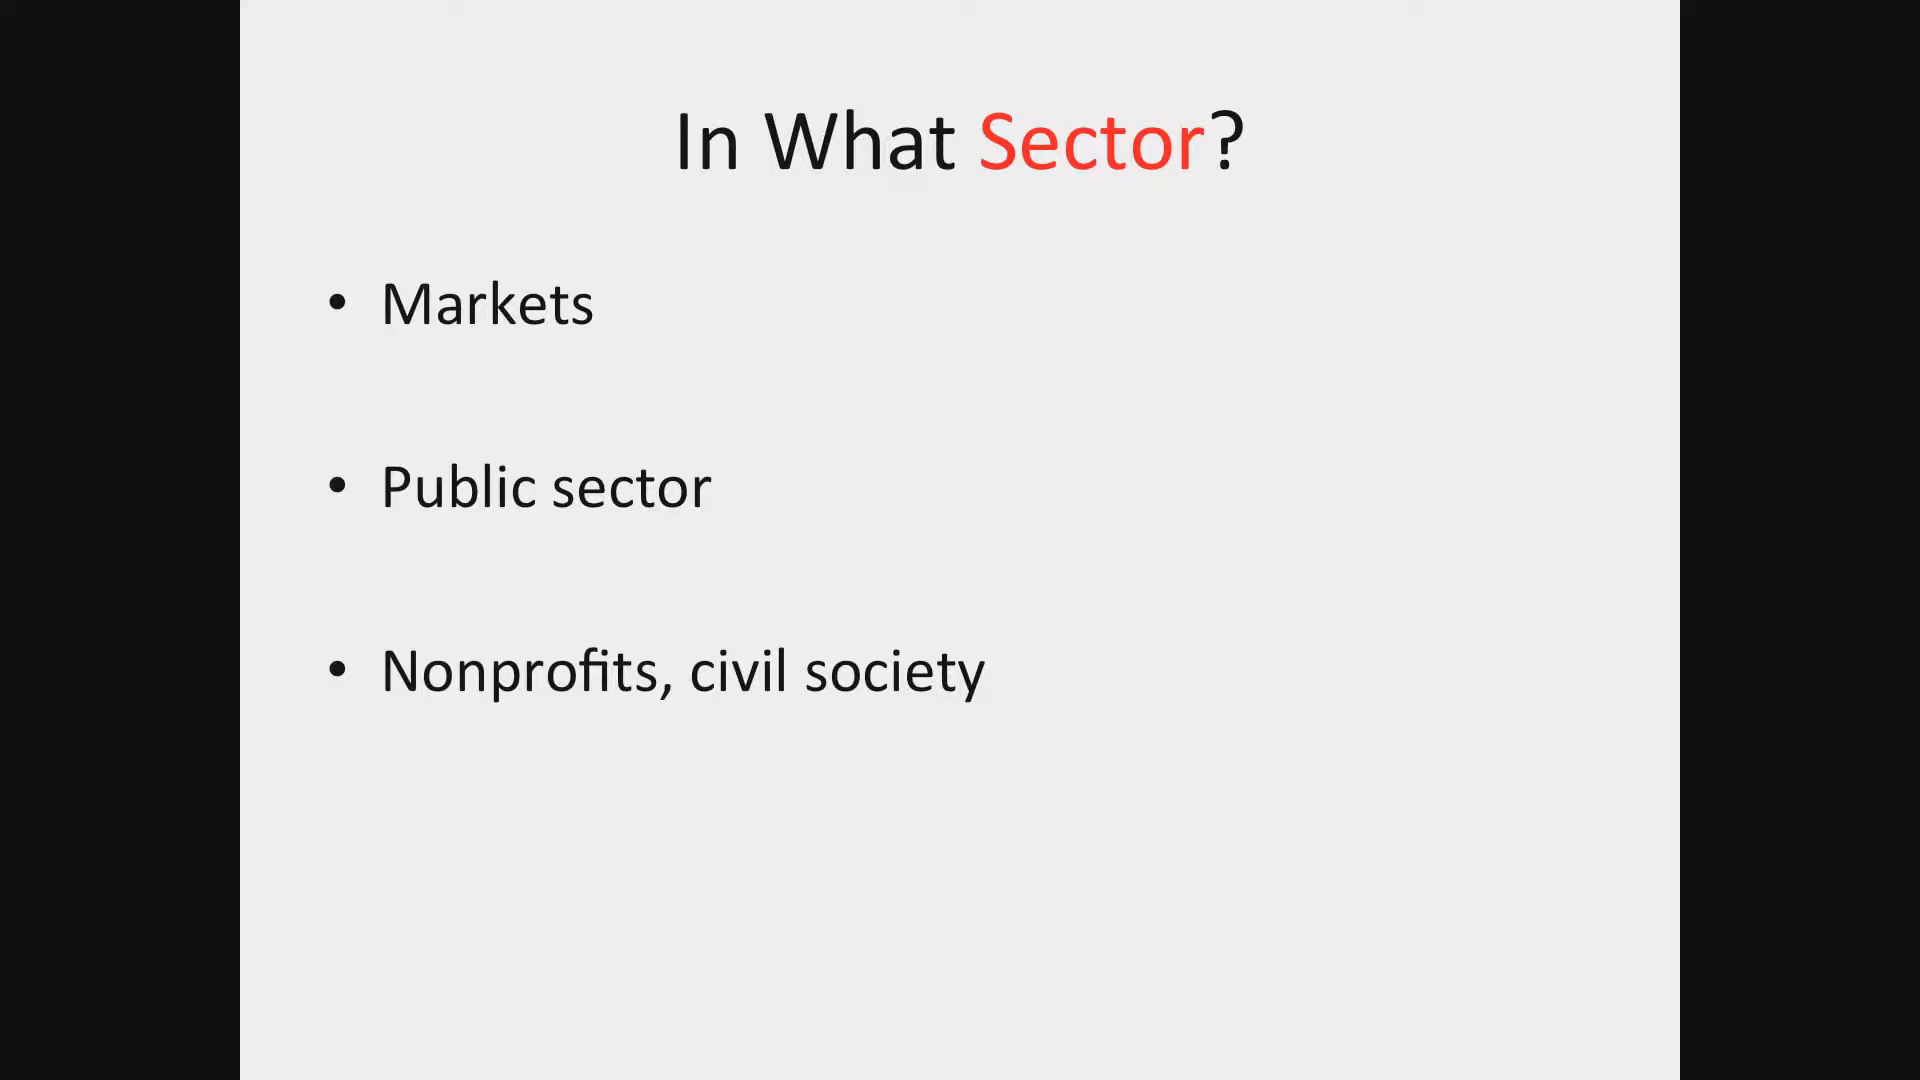 In What Sector?
• Markets
• Public sector
• Nonprofits, civil society